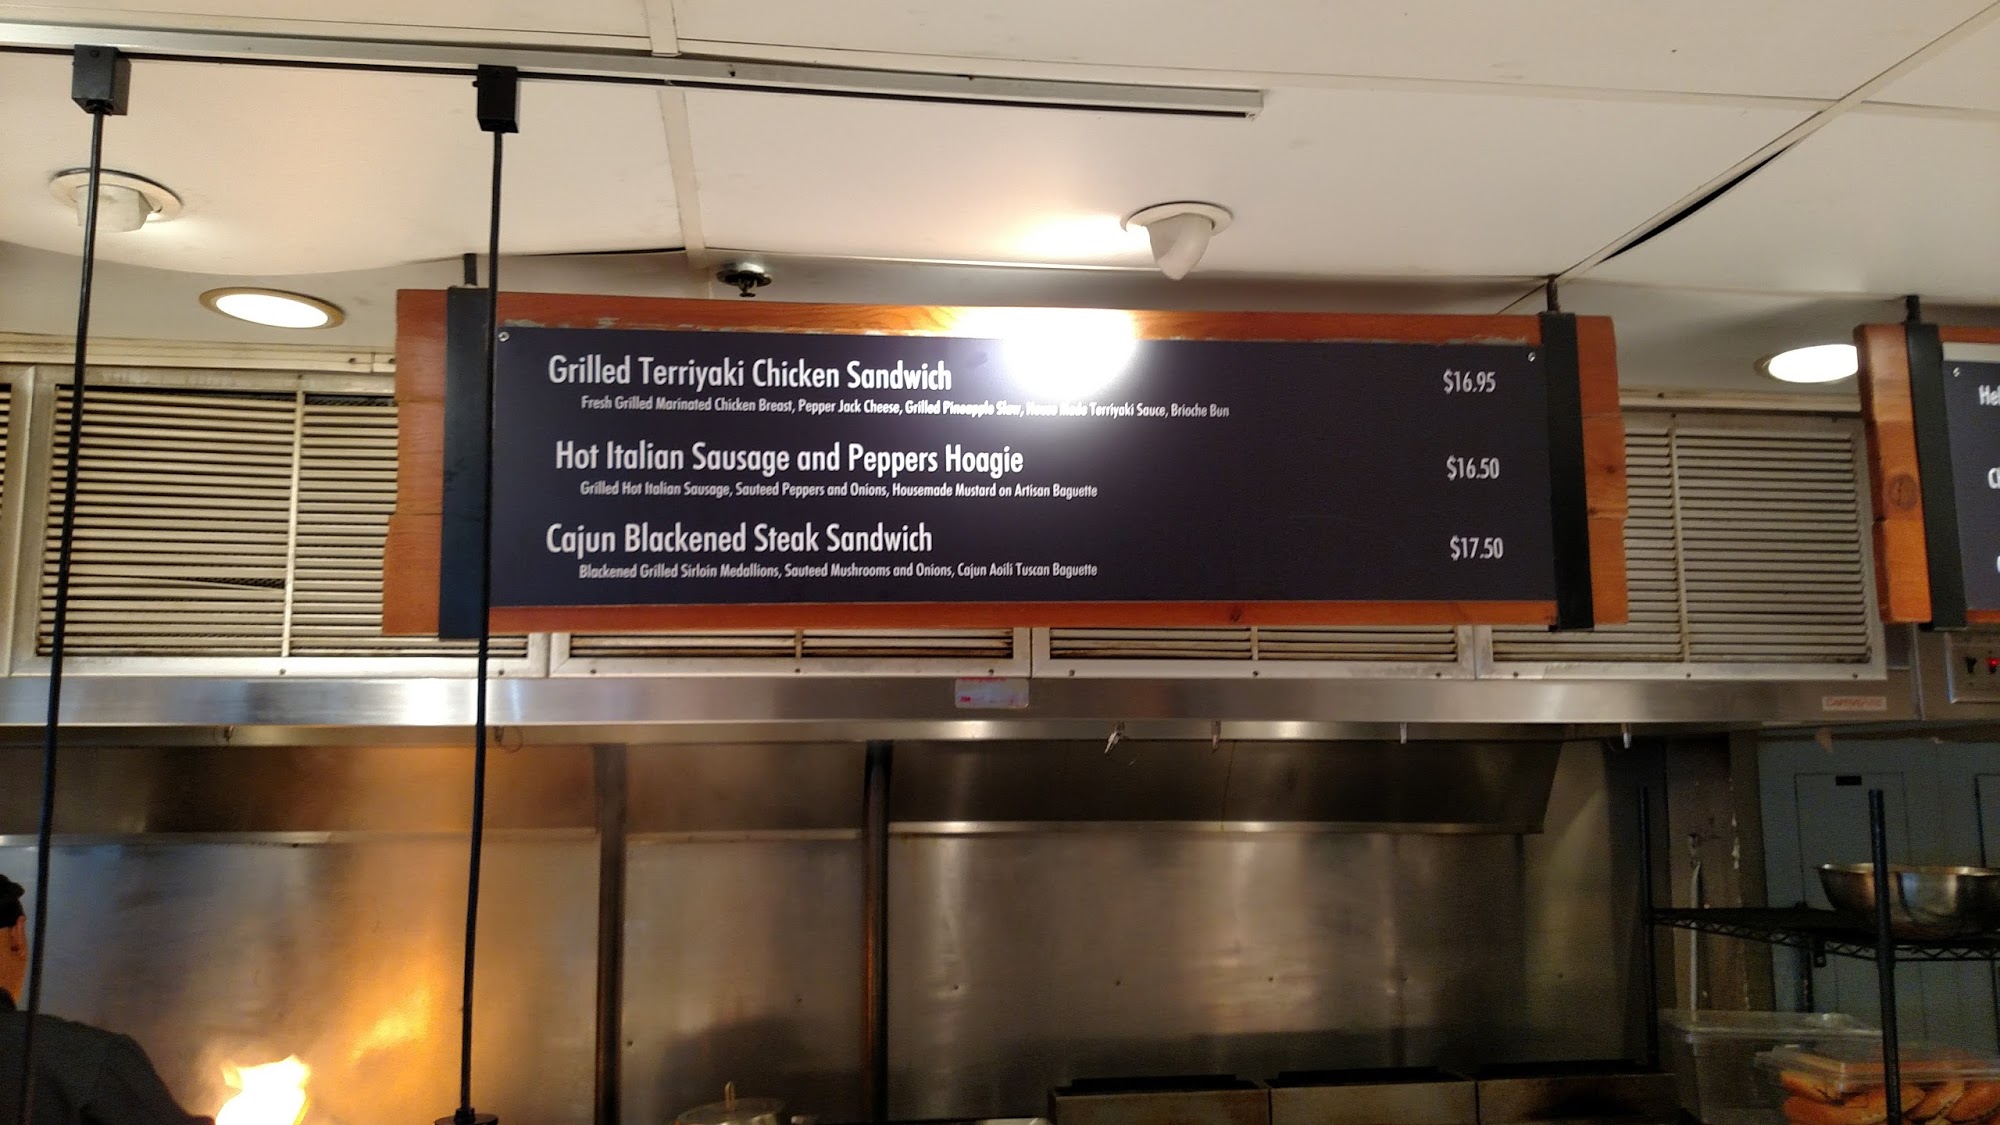 Grilled Terriyaki Chicken Sandwich $16.95
Fresh Grilled Marinated Chicken Breast, Pepper Jack Cheese, Grilled Pineapple Slaw, House Made Terriyaki Sauce, Brioche Bun
Hot Italian Sausage and Peppers Hoagie $16.50
Grilled Hot Italian Sausage, Sauteed Peppers and Onions, Housemade Mustard on Artisan Baguette
Cajun Blackened Steak Sandwich $17.50
Blackened Grilled Sirloin Medallions, Sauteed Mushrooms and Onions, Cajun Aoili Tuscan Baguette